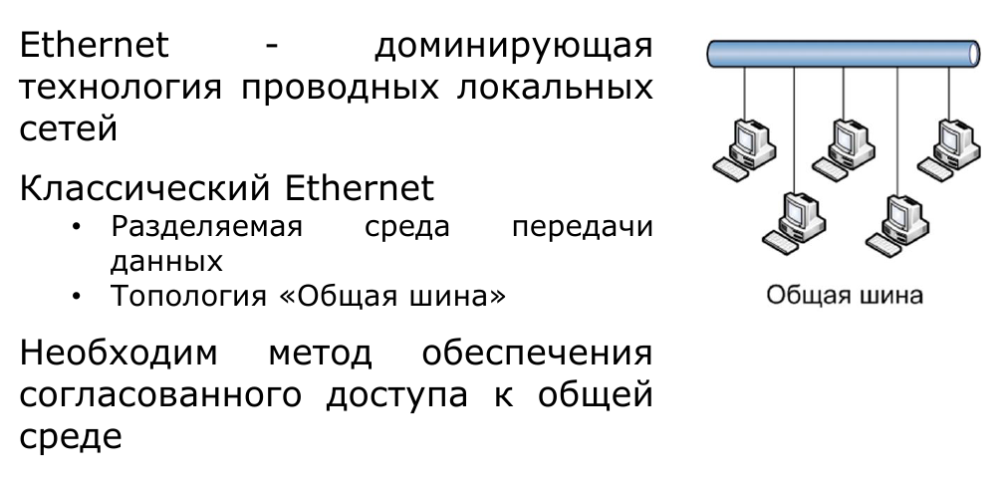 Ethernet - доминирующая
технология проводных локальных
сетей
Классический Ethernet
• Разделяемая среда передачи
данных
• Топология «Общая шина»
Необходим метод обеспечения
согласованного доступа к общей
среде
Общая шина